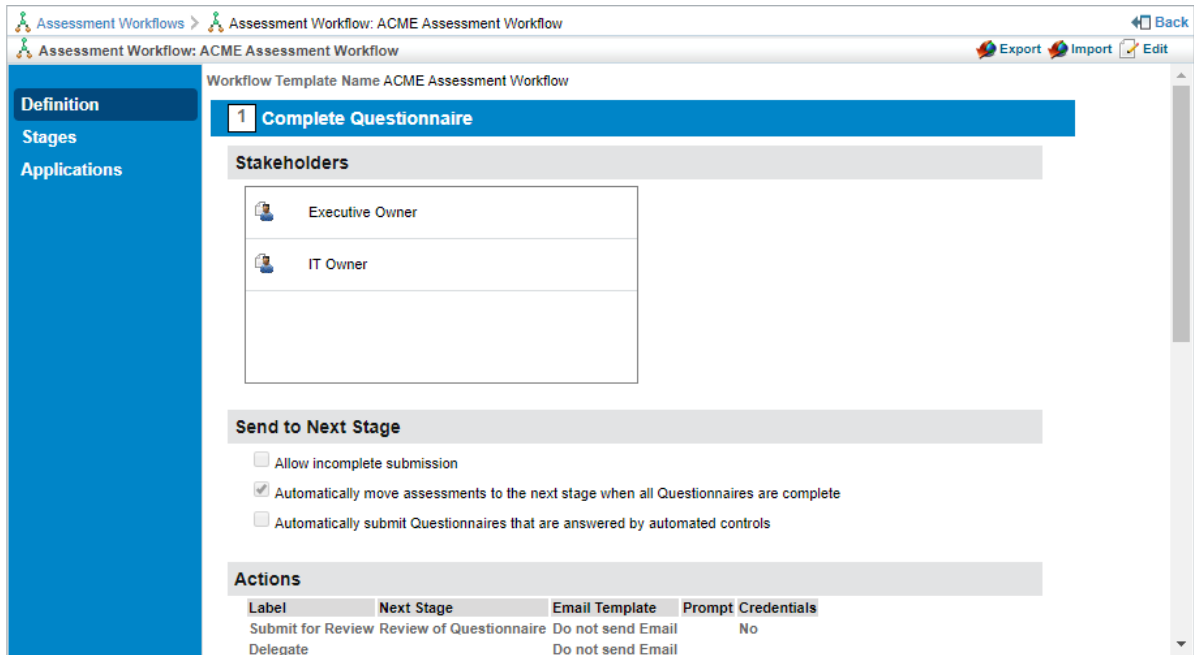 Assessment Workflows > Assessment Workflow: ACME Assessment Workflow Back
Assessment Workflow: ACME Assessment Workflow Export Import Edit
Workflow Template Name ACME Assessment Workflow
Definition
Stages
Applications
1 Complete Questionnaire
Stakeholders
Executive Owner
IT Owner
Send to Next Stage
Allow incomplete submission
Automatically move assessments to the next stage when all Questionnaires are complete
Automatically submit Questionnaires that are answered by automated controls
Actions
Label Next Stage Email Template Prompt Credentials
Submit for Review Review of Questionnaire Do not send Email No
Delegate Do not send Email